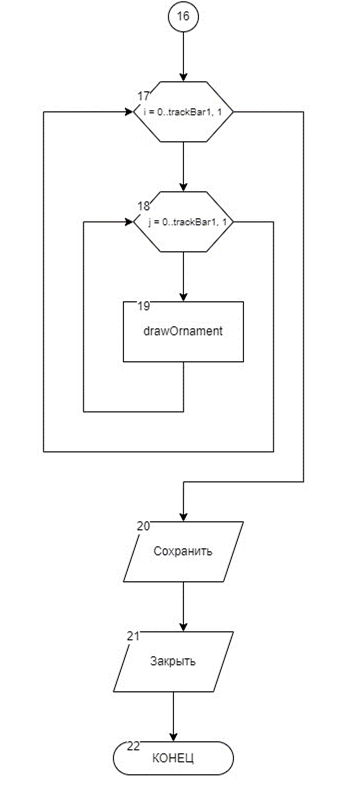 16
17
i = 0..trackBar1, 1
18
j = 0..trackBar1, 1
19
drawOrnament
20
Сохранить
21
Закрыть
22
КОНЕЦ